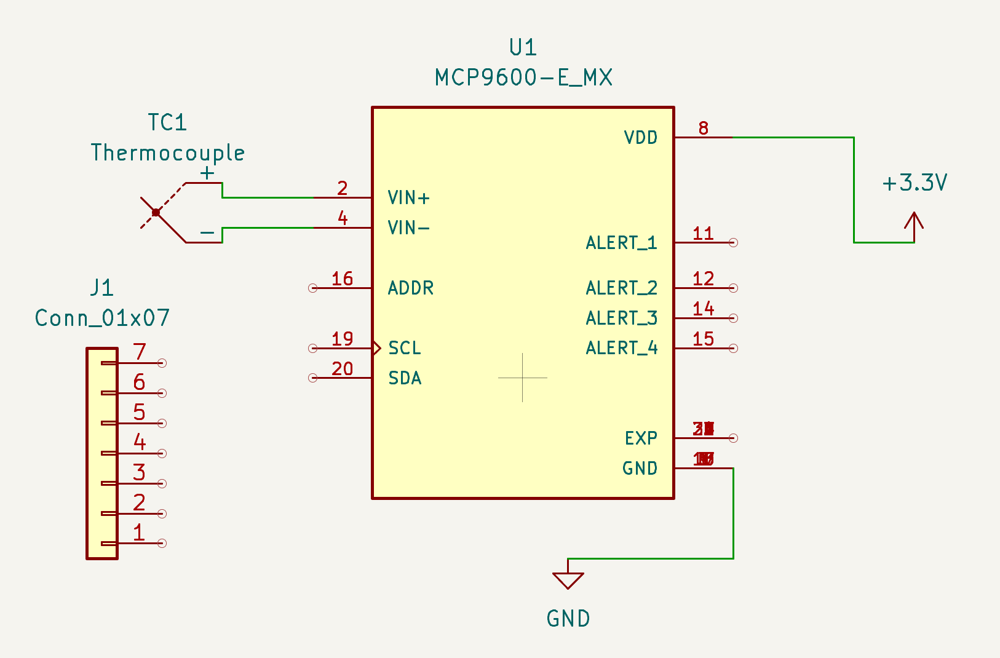 U1
MCP9600-E_MX
TC1
Thermocouple
+
−
J1
Conn_01x07
7
6
5
4
3
2
1
2 VIN+
4 VIN-
16 ADDR
19 SCL
20 SDA
VDD 8
ALERT_1 11
ALERT_2 12
ALERT_3 14
ALERT_4 15
EXP
GND
+3.3V
GND